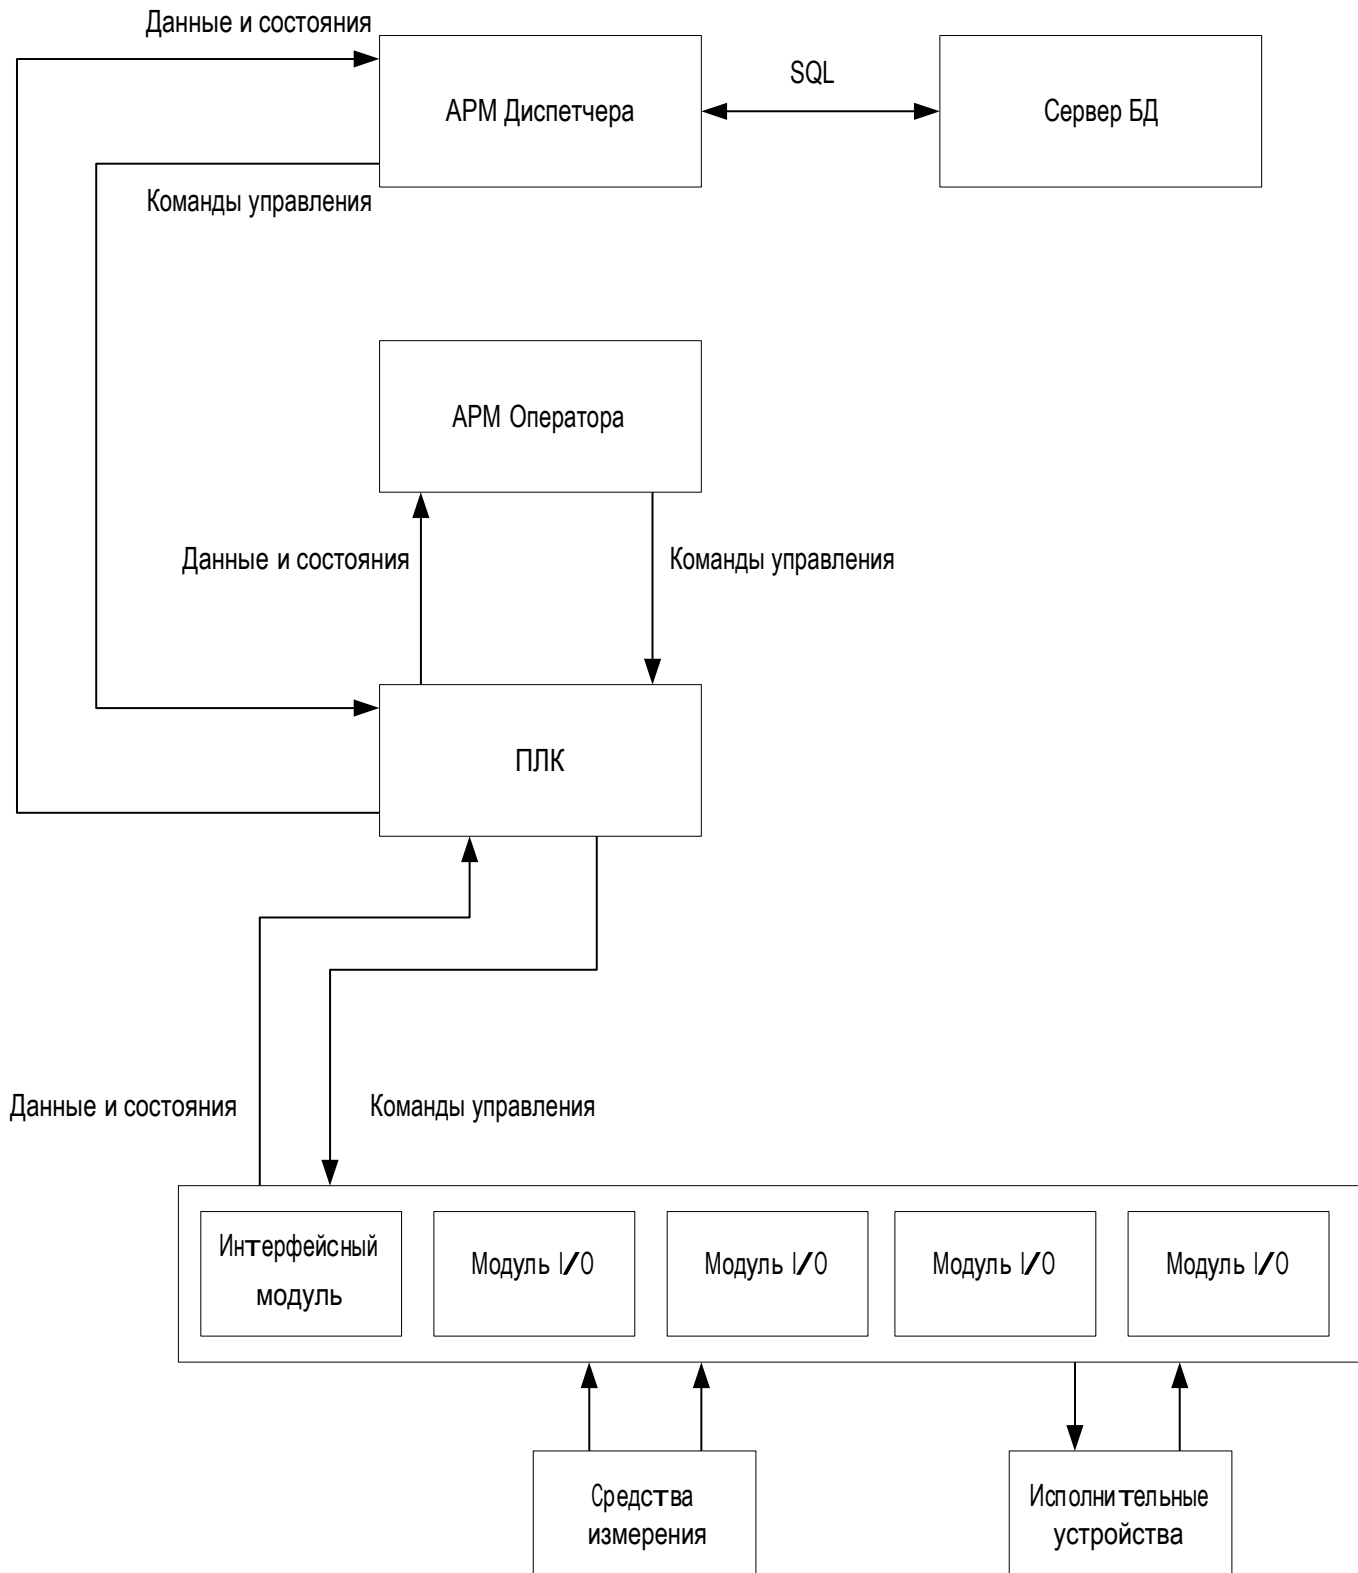 Данные и состояния
SQL
АРМ Диспетчера
Сервер БД
Команды управления
АРМ Оператора
Данные и состояния
Команды управления
ПЛК
Данные и состояния
Команды управления
Интерфейсный
модуль
Модуль I/O
Модуль I/O
Модуль I/O
Модуль I/O
Средства
измерения
Исполнительные
устройства